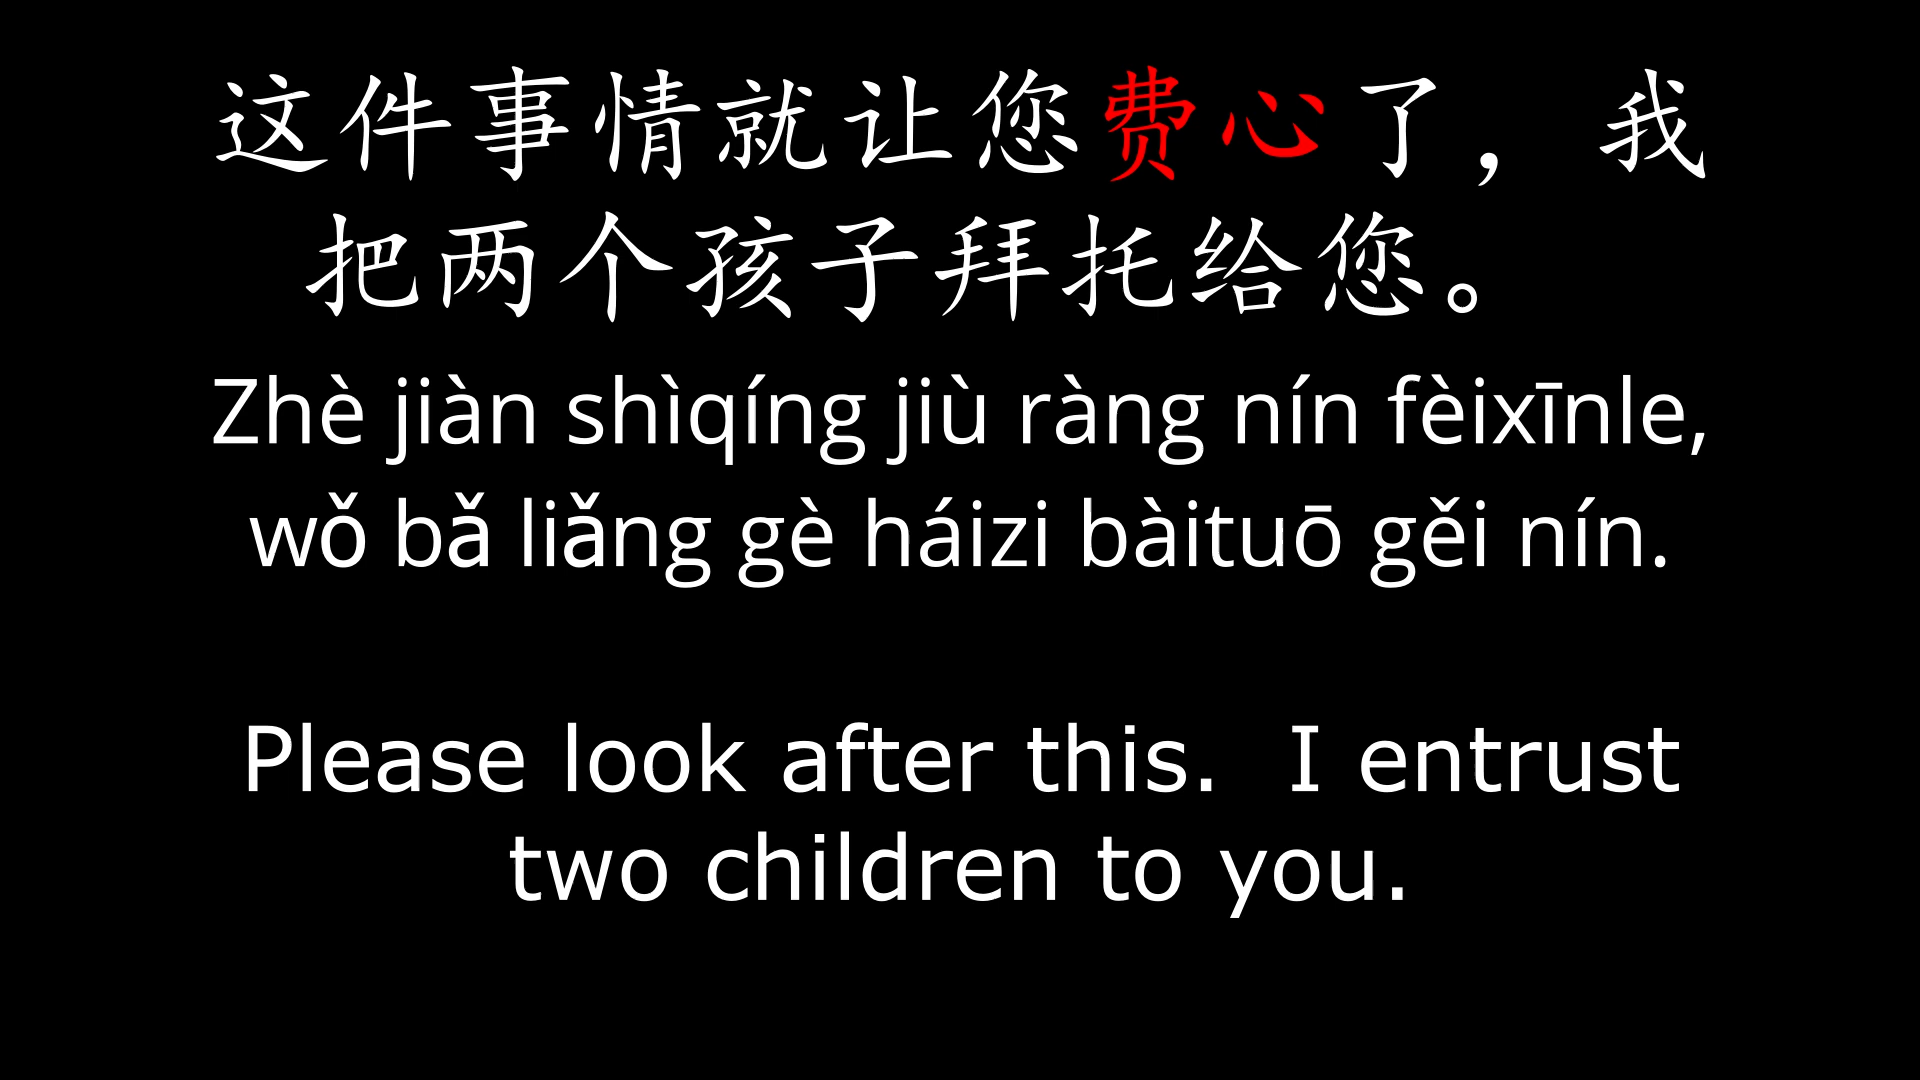 这件事情就让您费心了，我
把两个孩子拜托给您。
Zhè jiàn shìqíng jiù ràng nín fèixīnle,
wǒ bǎ liǎng gè háizi bàituō gěi nín.
Please look after this.  I entrust
two children to you.